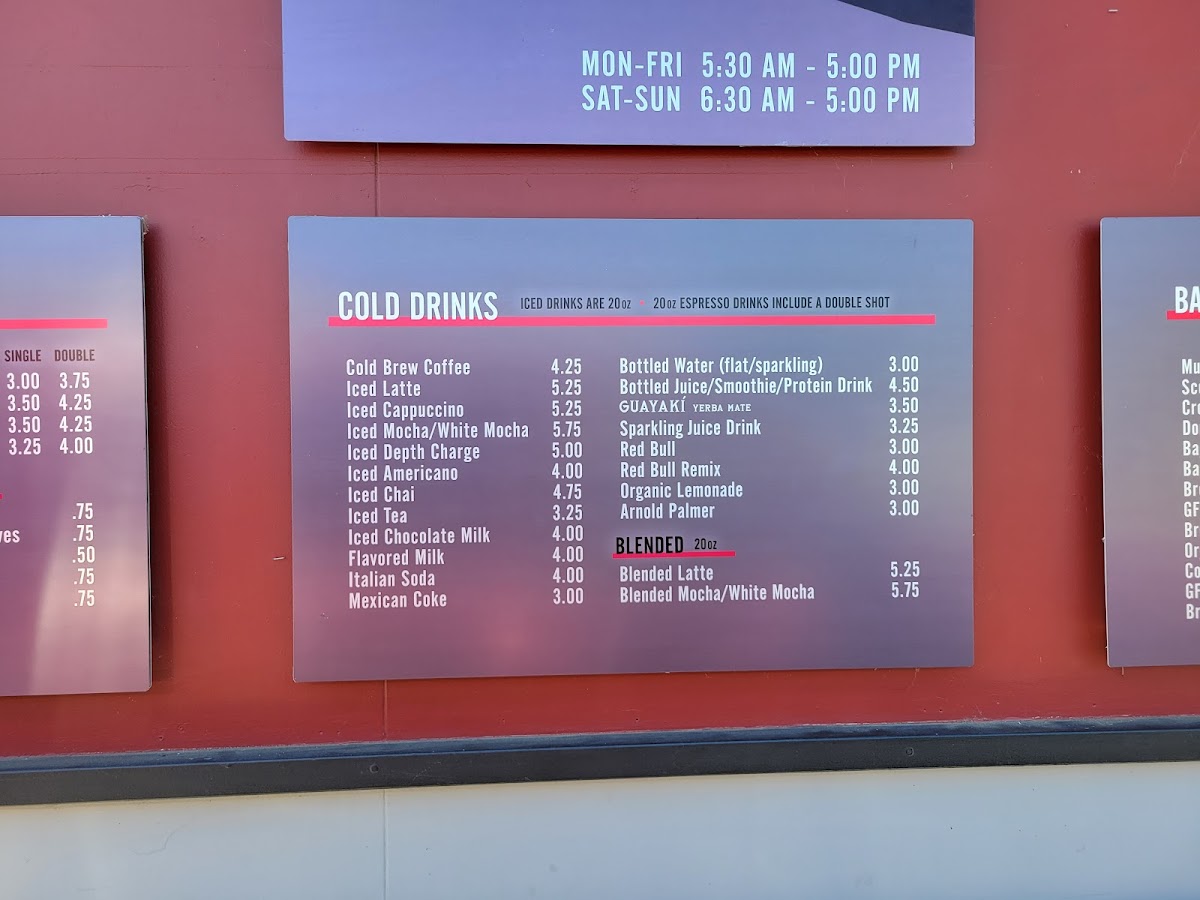 MON-FRI 5:30 AM - 5:00 PM
SAT-SUN 6:30 AM - 5:00 PM
SINGLE DOUBLE
3.00 3.75
3.50 4.25
3.50 4.25
3.25 4.00
.75
.75
.50
.75
.75
COLD DRINKS ICED DRINKS ARE 20oz • 20oz ESPRESSO DRINKS INCLUDE A DOUBLE SHOT
Cold Brew Coffee 4.25
Iced Latte 5.25
Iced Cappuccino 5.25
Iced Mocha/White Mocha 5.75
Iced Depth Charge 5.00
Iced Americano 4.00
Iced Chai 4.75
Iced Tea 3.25
Iced Chocolate Milk 4.00
Flavored Milk 4.00
Italian Soda 4.00
Mexican Coke 3.00
Bottled Water (flat/sparkling) 3.00
Bottled Juice/Smoothie/Protein Drink 4.50
GUAYAKÍ YERBA MATE 3.50
Sparkling Juice Drink 3.25
Red Bull 3.00
Red Bull Remix 4.00
Organic Lemonade 3.00
Arnold Palmer 3.00
BLENDED 20oz
Blended Latte 5.25
Blended Mocha/White Mocha 5.75
GF
GF